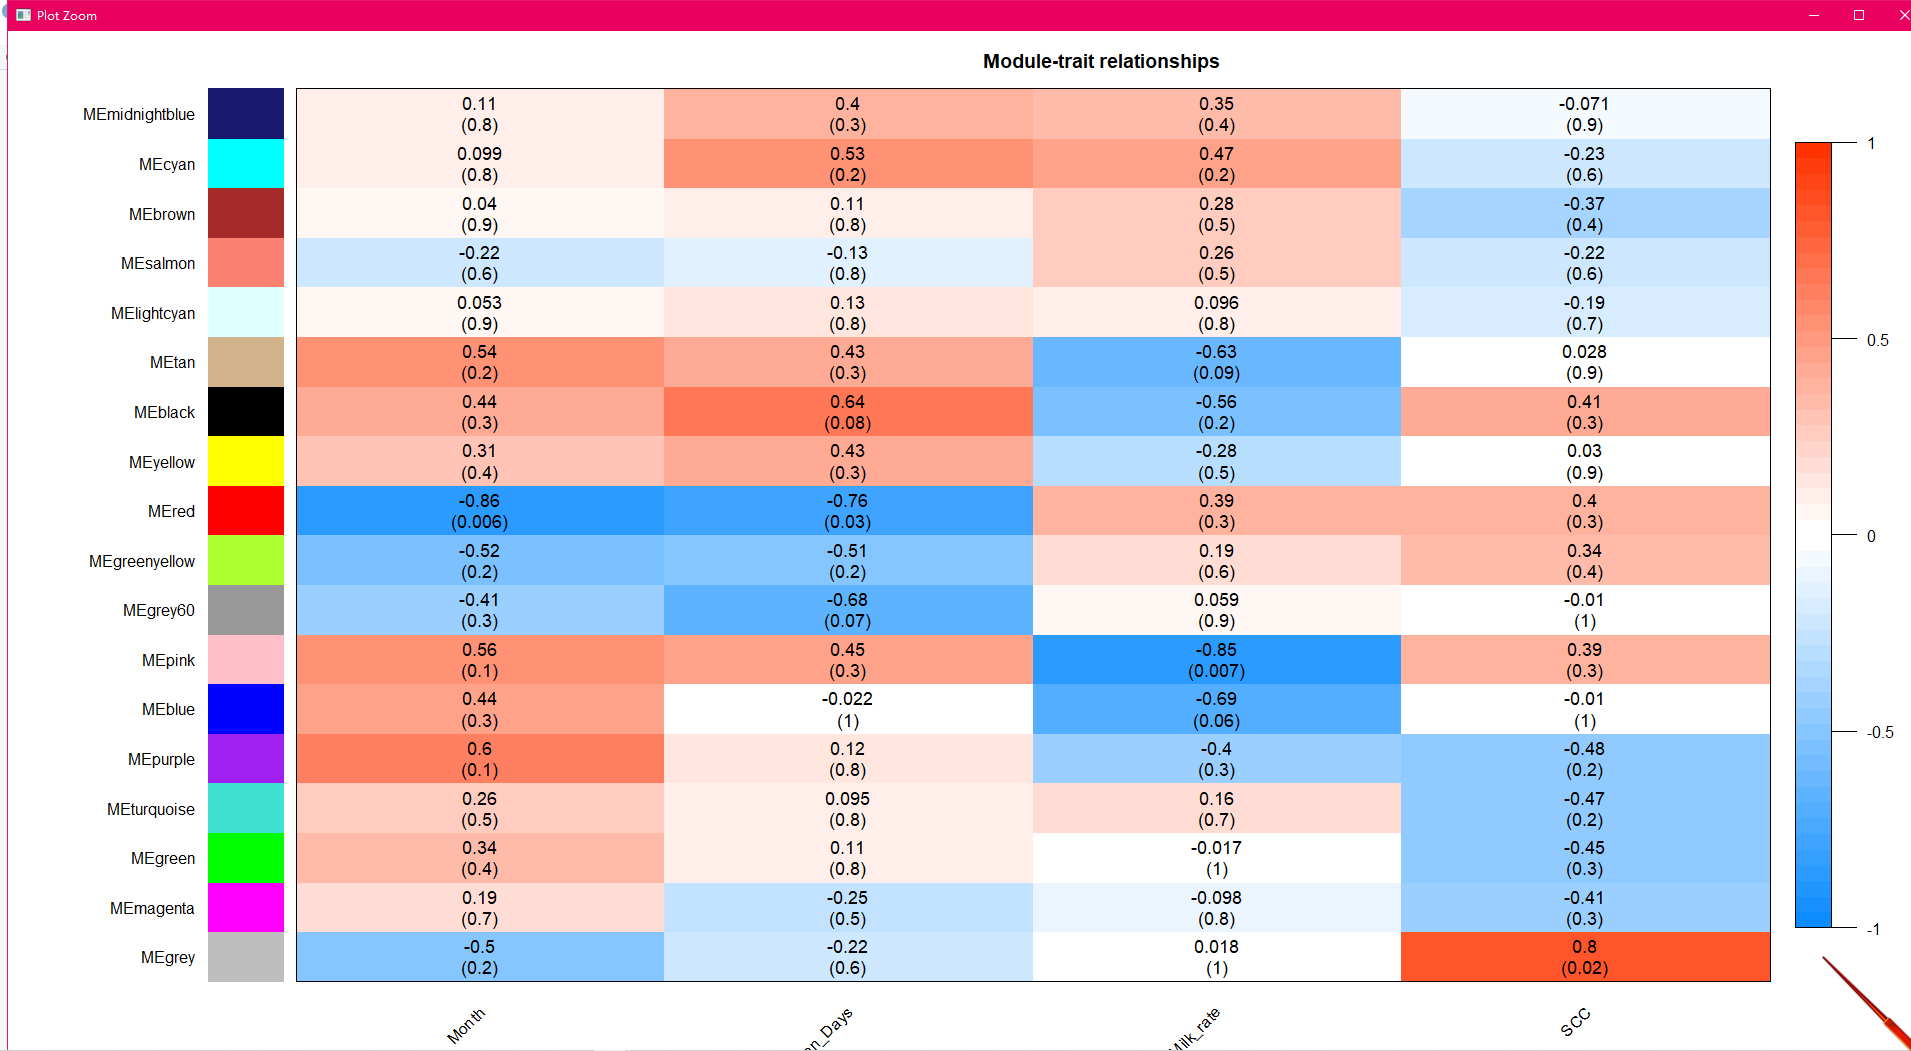 Plot Zoom
Module-trait relationships
MEmidnightblue 0.11 0.4 0.35 -0.071
(0.8) (0.3) (0.4) (0.9)
MEcyan 0.099 0.53 0.47 -0.23
(0.8) (0.2) (0.2) (0.6)
MEbrown 0.04 0.11 0.28 -0.37
(0.9) (0.8) (0.5) (0.4)
MEsalmon -0.22 -0.13 0.26 -0.22
(0.6) (0.8) (0.5) (0.6)
MElightcyan 0.053 0.13 0.096 -0.19
(0.9) (0.8) (0.8) (0.7)
MEtan 0.54 0.43 -0.63 0.028
(0.2) (0.3) (0.09) (0.9)
MEblack 0.44 0.64 -0.56 0.41
(0.3) (0.08) (0.2) (0.3)
MEyellow 0.31 0.43 -0.28 0.03
(0.4) (0.3) (0.5) (0.9)
MEred -0.86 -0.76 0.39 0.4
(0.006) (0.03) (0.3) (0.3)
MEgreenyellow -0.52 -0.51 0.19 0.34
(0.2) (0.2) (0.6) (0.4)
MEgrey60 -0.41 -0.68 0.059 -0.01
(0.3) (0.07) (0.9) (1)
MEpink 0.56 0.45 -0.85 0.39
(0.1) (0.3) (0.007) (0.3)
MEblue 0.44 -0.022 -0.69 -0.01
(0.3) (1) (0.06) (1)
MEpurple 0.6 0.12 -0.4 -0.48
(0.1) (0.8) (0.3) (0.2)
MEturquoise 0.26 0.095 0.16 -0.47
(0.5) (0.8) (0.7) (0.2)
MEgreen 0.34 0.11 -0.017 -0.45
(0.4) (0.8) (1) (0.3)
MEmagenta 0.19 -0.25 -0.098 -0.41
(0.7) (0.5) (0.8) (0.3)
MEgrey -0.5 -0.22 0.018 0.8
(0.2) (0.6) (1) (0.02)
Month
on_Days
Milk_rate
SCC
1
0.5
0
-0.5
-1